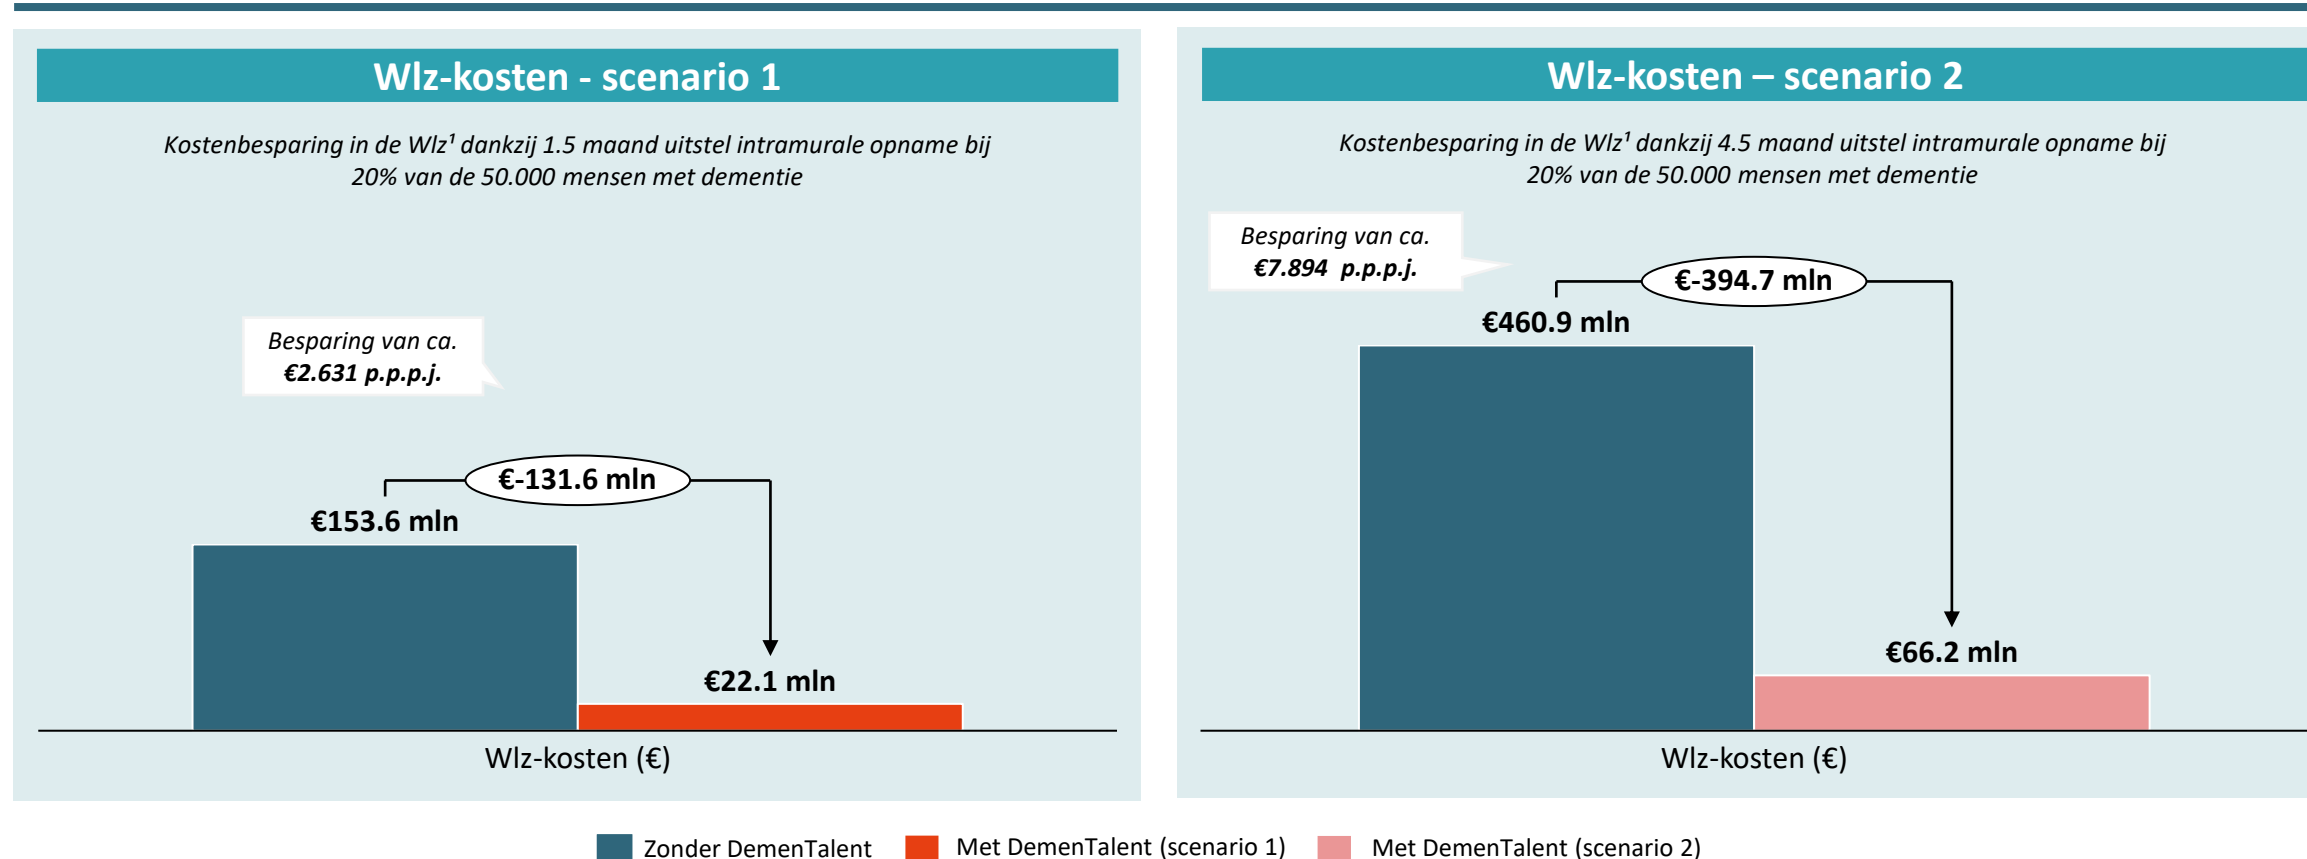 Wlz-kosten - scenario 1
Kostenbesparing in de Wlz¹ dankzij 1.5 maand uitstel intramurale opname bij
20% van de 50.000 mensen met dementie
Besparing van ca.
€2.631 p.p.p.j.
€-131.6 mln
€153.6 mln
€22.1 mln
Wlz-kosten (€)
Wlz-kosten – scenario 2
Kostenbesparing in de Wlz¹ dankzij 4.5 maand uitstel intramurale opname bij
20% van de 50.000 mensen met dementie
Besparing van ca.
€7.894 p.p.p.j.
€-394.7 mln
€460.9 mln
€66.2 mln
Wlz-kosten (€)
Zonder DemenTalent
Met DemenTalent (scenario 1)
Met DemenTalent (scenario 2)